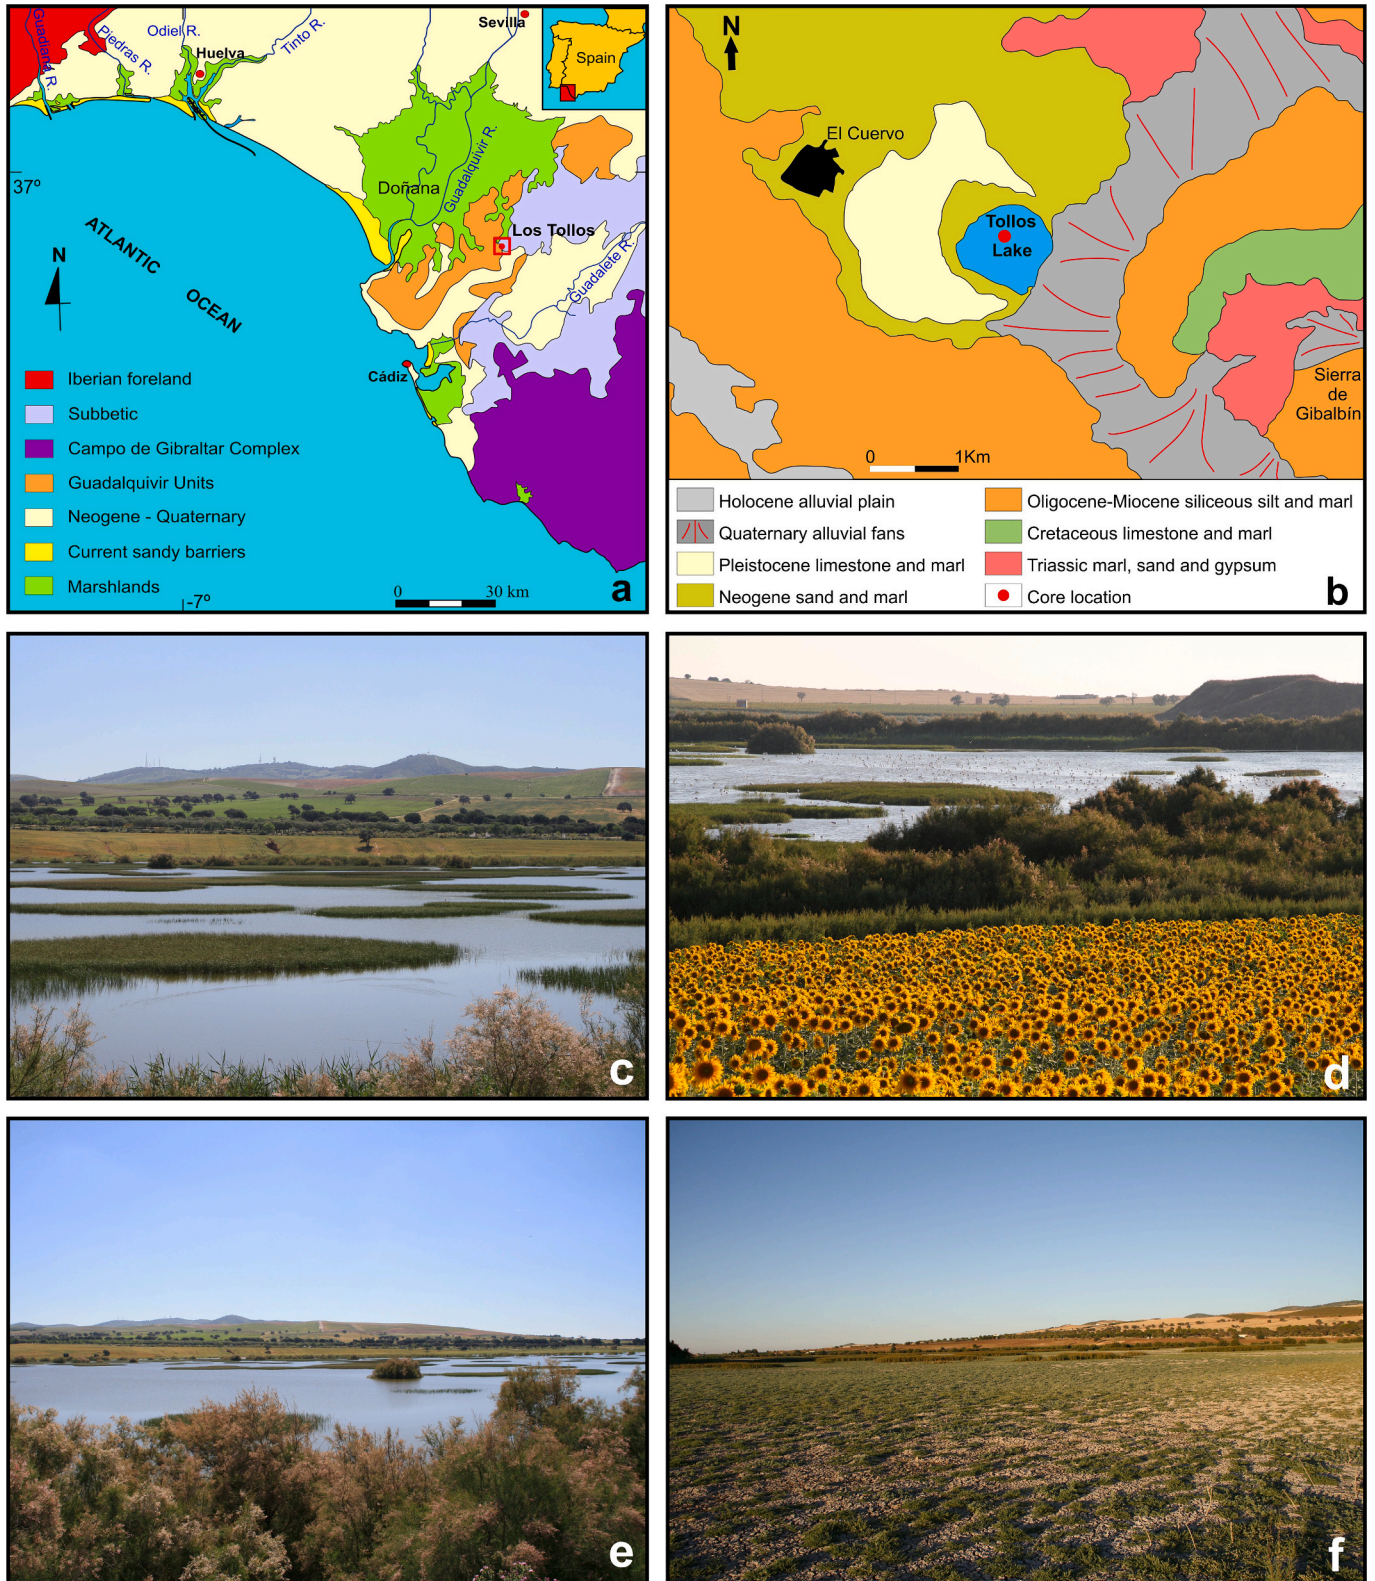 Guadiana R.
Piedras R.
Odiel R.
Huelva
Tinto R.
Sevilla
Spain
37º
Doñana
Guadalquivir R.
Los Tollos
Guadalete R.
ATLANTIC
OCEAN
N
Cádiz
Iberian foreland
Subbetic
Campo de Gibraltar Complex
Guadalquivir Units
Neogene - Quaternary
Current sandy barriers
Marshlands
-7º
0 30 km
a
N
El Cuervo
Tollos
Lake
Sierra
de
Gibalbín
0 1Km
Holocene alluvial plain
Quaternary alluvial fans
Pleistocene limestone and marl
Neogene sand and marl
Oligocene-Miocene siliceous silt and marl
Cretaceous limestone and marl
Triassic marl, sand and gypsum
Core location
b
c
d
e
f